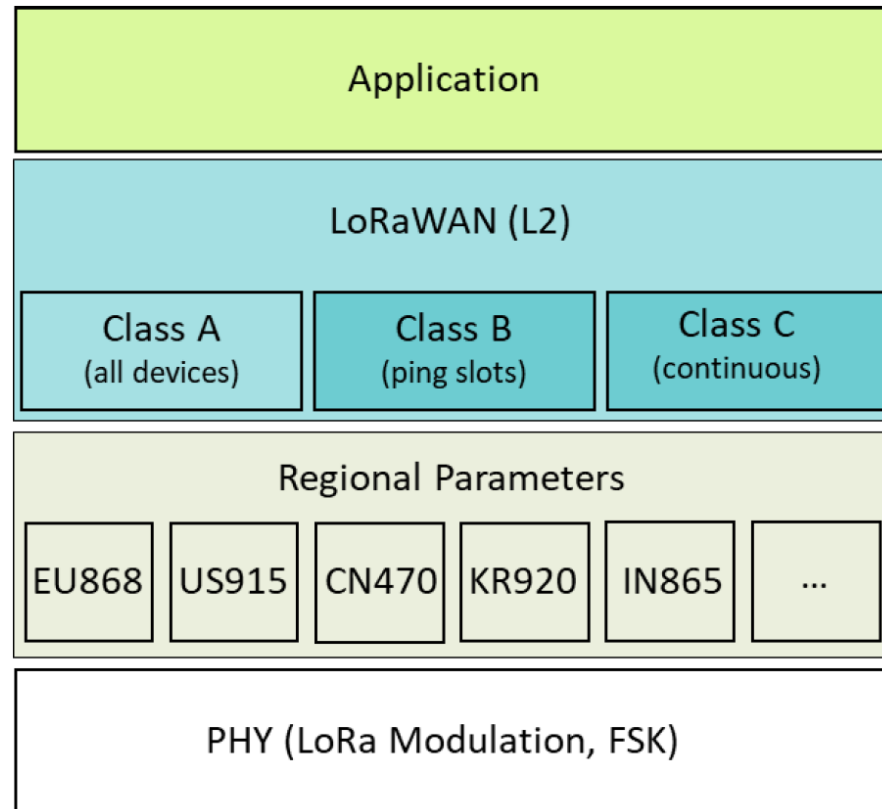 Application
LoRaWAN (L2)
Class A
(all devices)
Class B
(ping slots)
Class C
(continuous)
Regional Parameters
EU868
US915
CN470
KR920
IN865
...
PHY (LoRa Modulation, FSK)